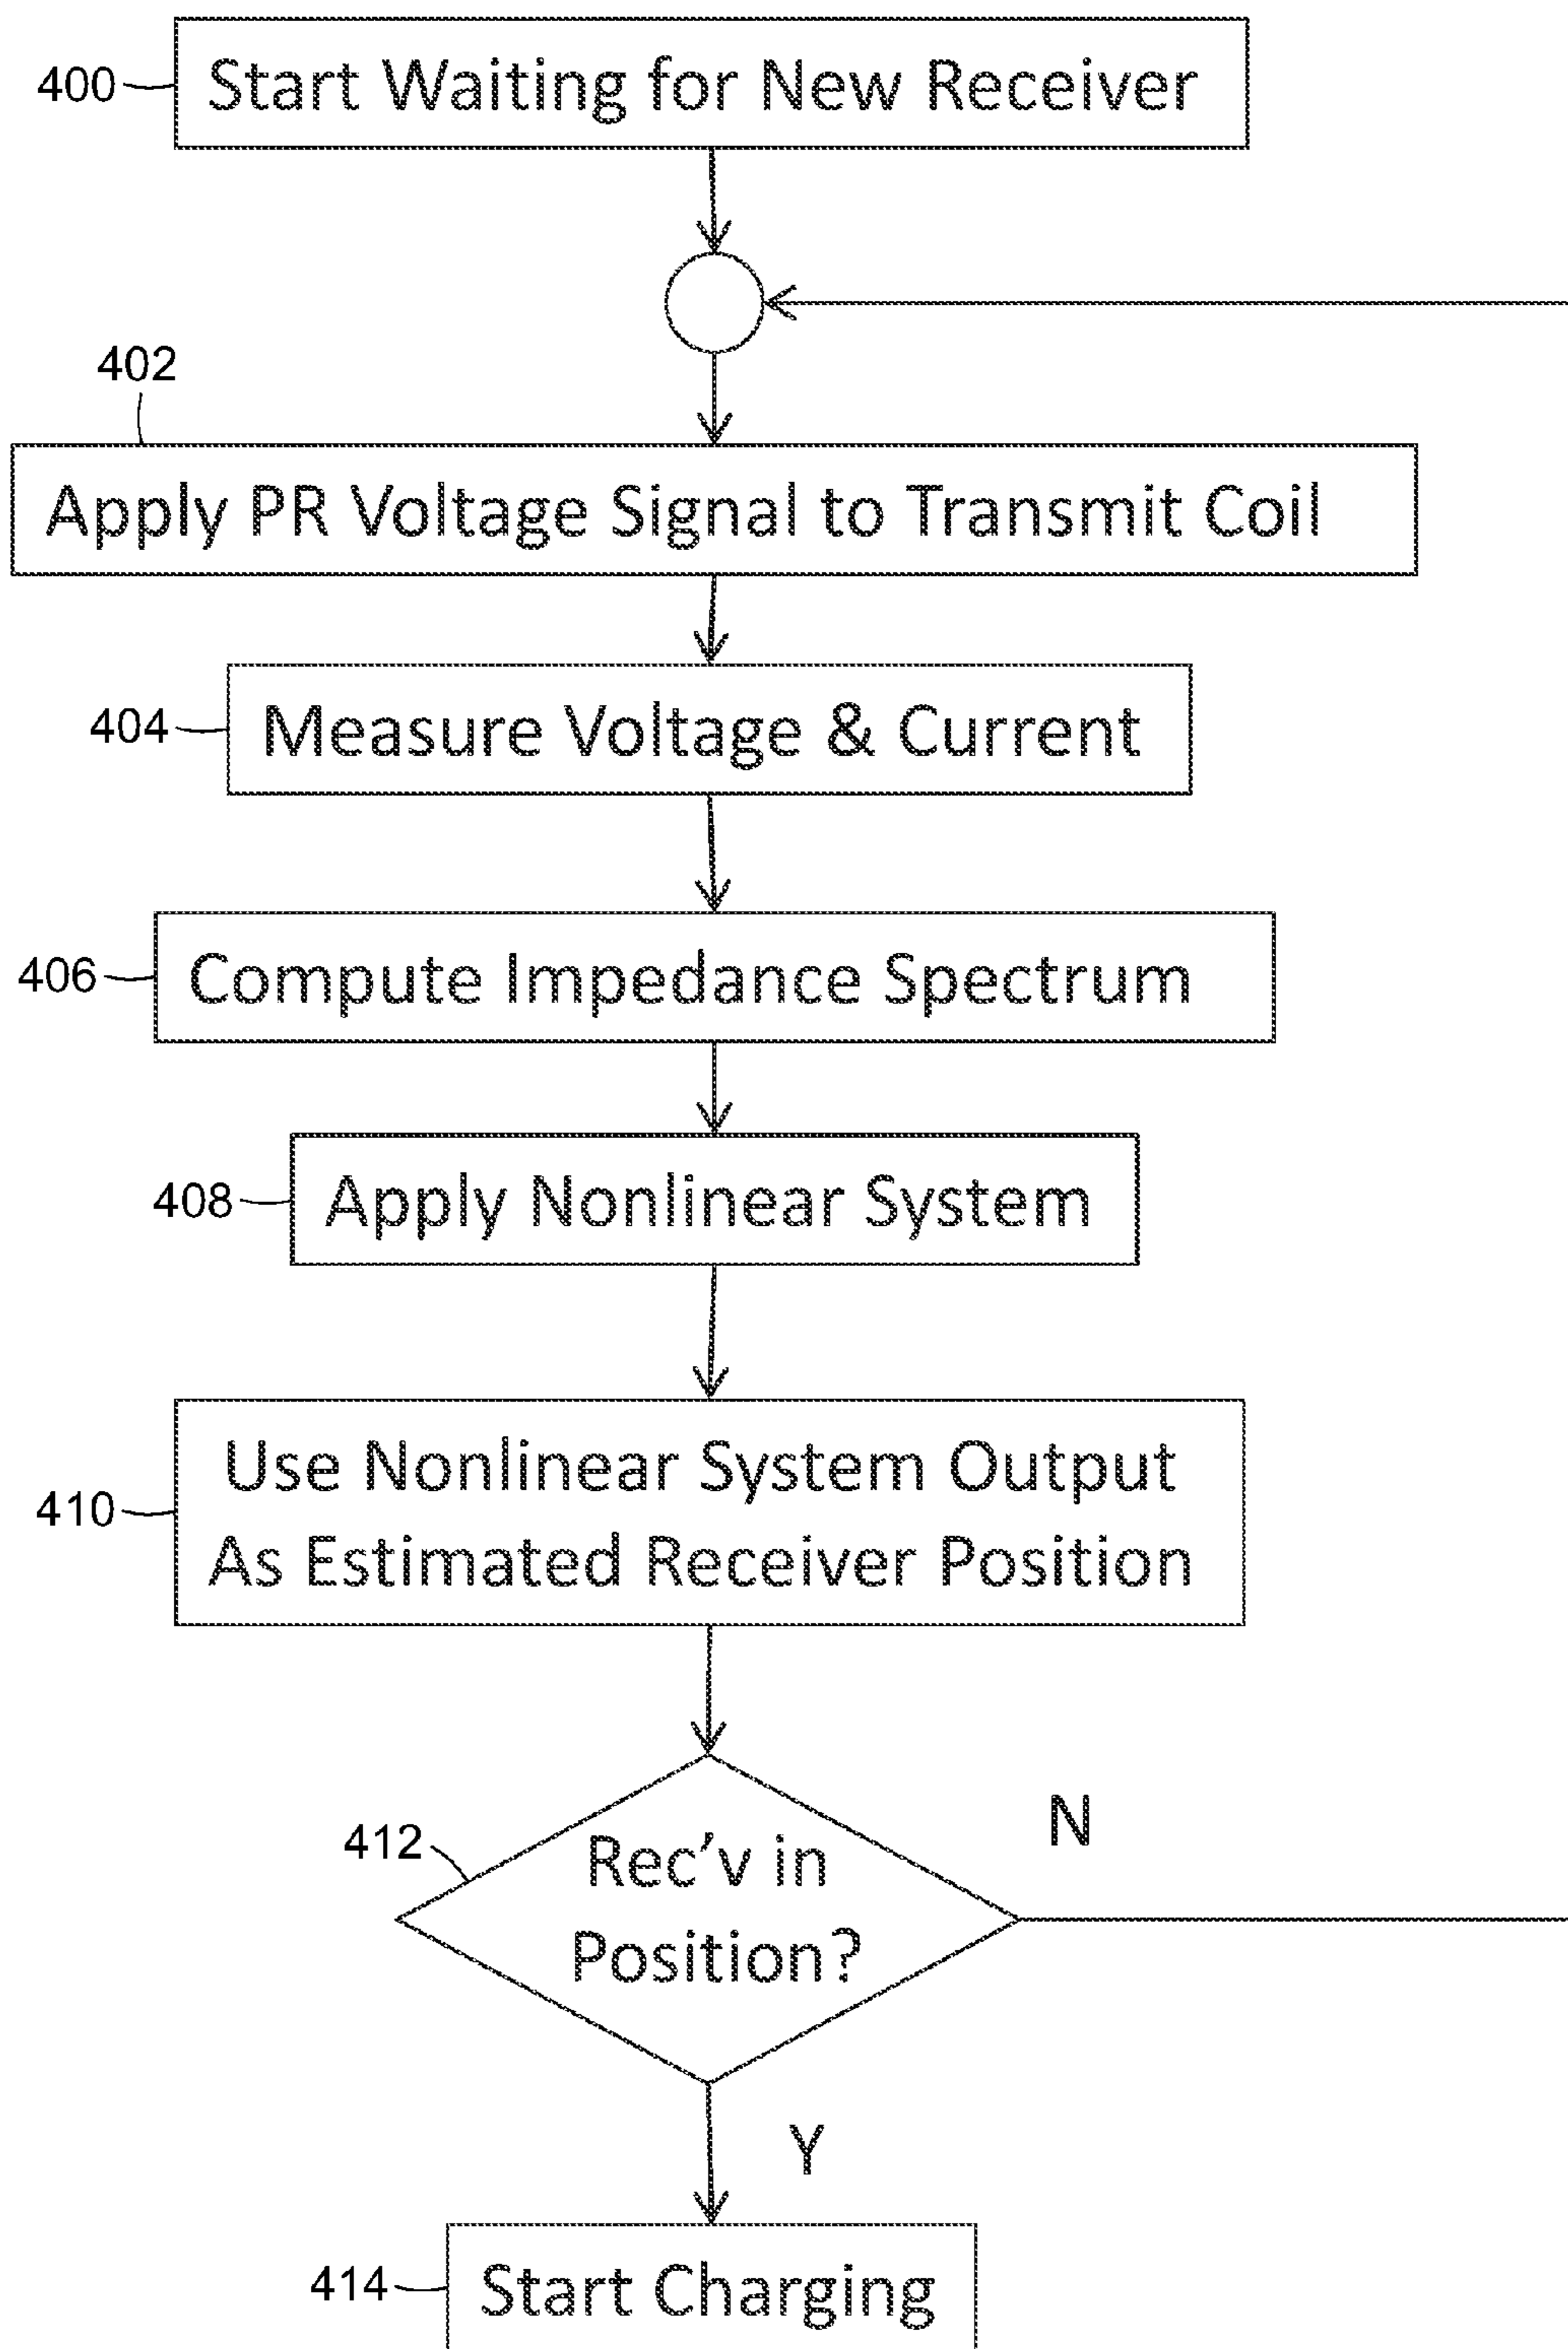 400
Start Waiting for New Receiver
402
Apply PR Voltage Signal to Transmit Coil
404
Measure Voltage & Current
406
Compute Impedance Spectrum
408
Apply Nonlinear System
410
Use Nonlinear System Output
As Estimated Receiver Position
412
Rec'v in
Position?
N
Y
414
Start Charging